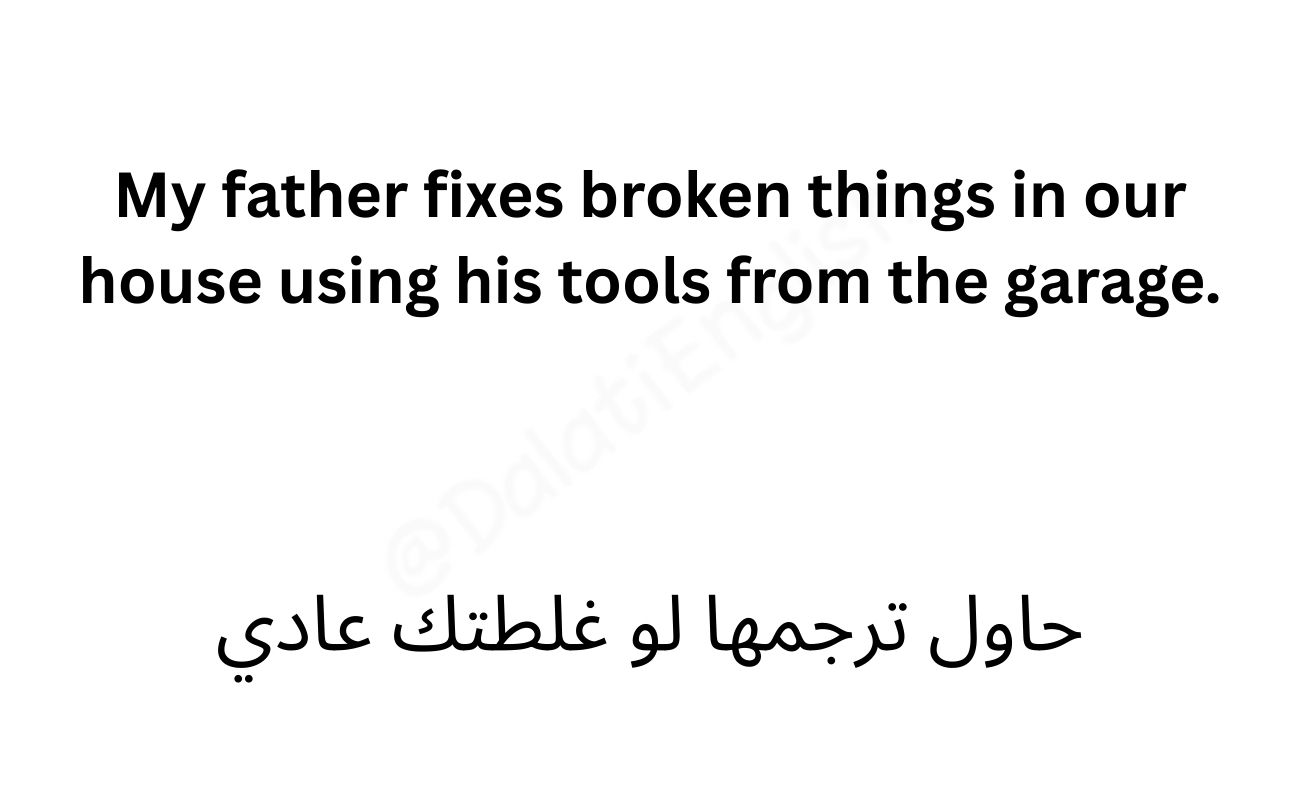 My father fixes broken things in our
house using his tools from the garage.
@DalatiEnglish
حاول ترجمها لو غلطتك عادي